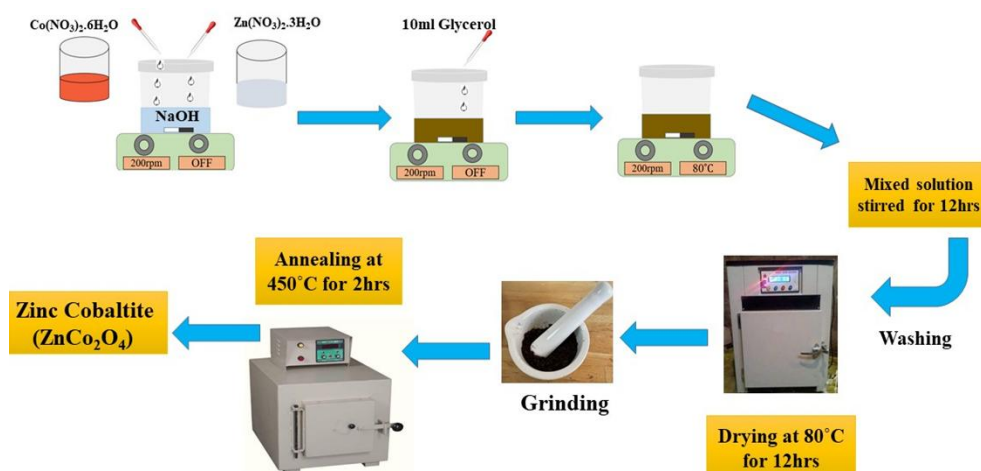 Co(NO₃)₂.6H₂O
Zn(NO₃)₂.3H₂O
NaOH
200rpm
OFF
10ml Glycerol
200rpm
OFF
200rpm
80°C
Mixed solution
stirred for 12hrs
Washing
Drying at 80°C
for 12hrs
Grinding
Annealing at
450°C for 2hrs
Zinc Cobaltite
(ZnCo₂O₄)